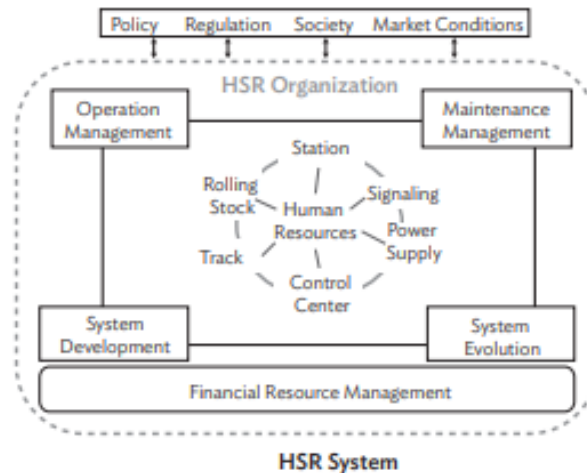 Policy Regulation Society Market Conditions
HSR Organization
Operation
Management
Maintenance
Management
Station
Rolling
Stock
Signaling
Human
Resources
Power
Supply
Track
Control
Center
System
Development
System
Evolution
Financial Resource Management
HSR System